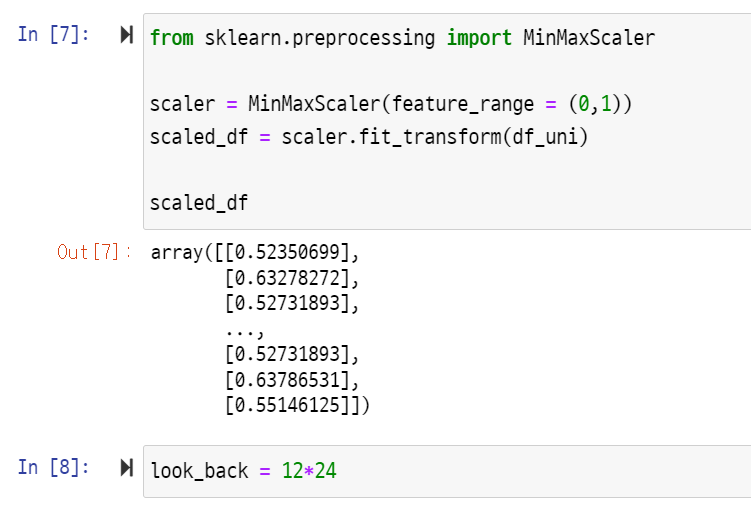 In [7]:
from sklearn.preprocessing import MinMaxScaler
scaler = MinMaxScaler(feature_range = (0,1))
scaled_df = scaler.fit_transform(df_uni)
scaled_df
Out[7]:
array([[0.52350699],
[0.63278272],
[0.52731893],
...,
[0.52731893],
[0.63786531],
[0.55146125]])
In [8]:
look_back = 12*24